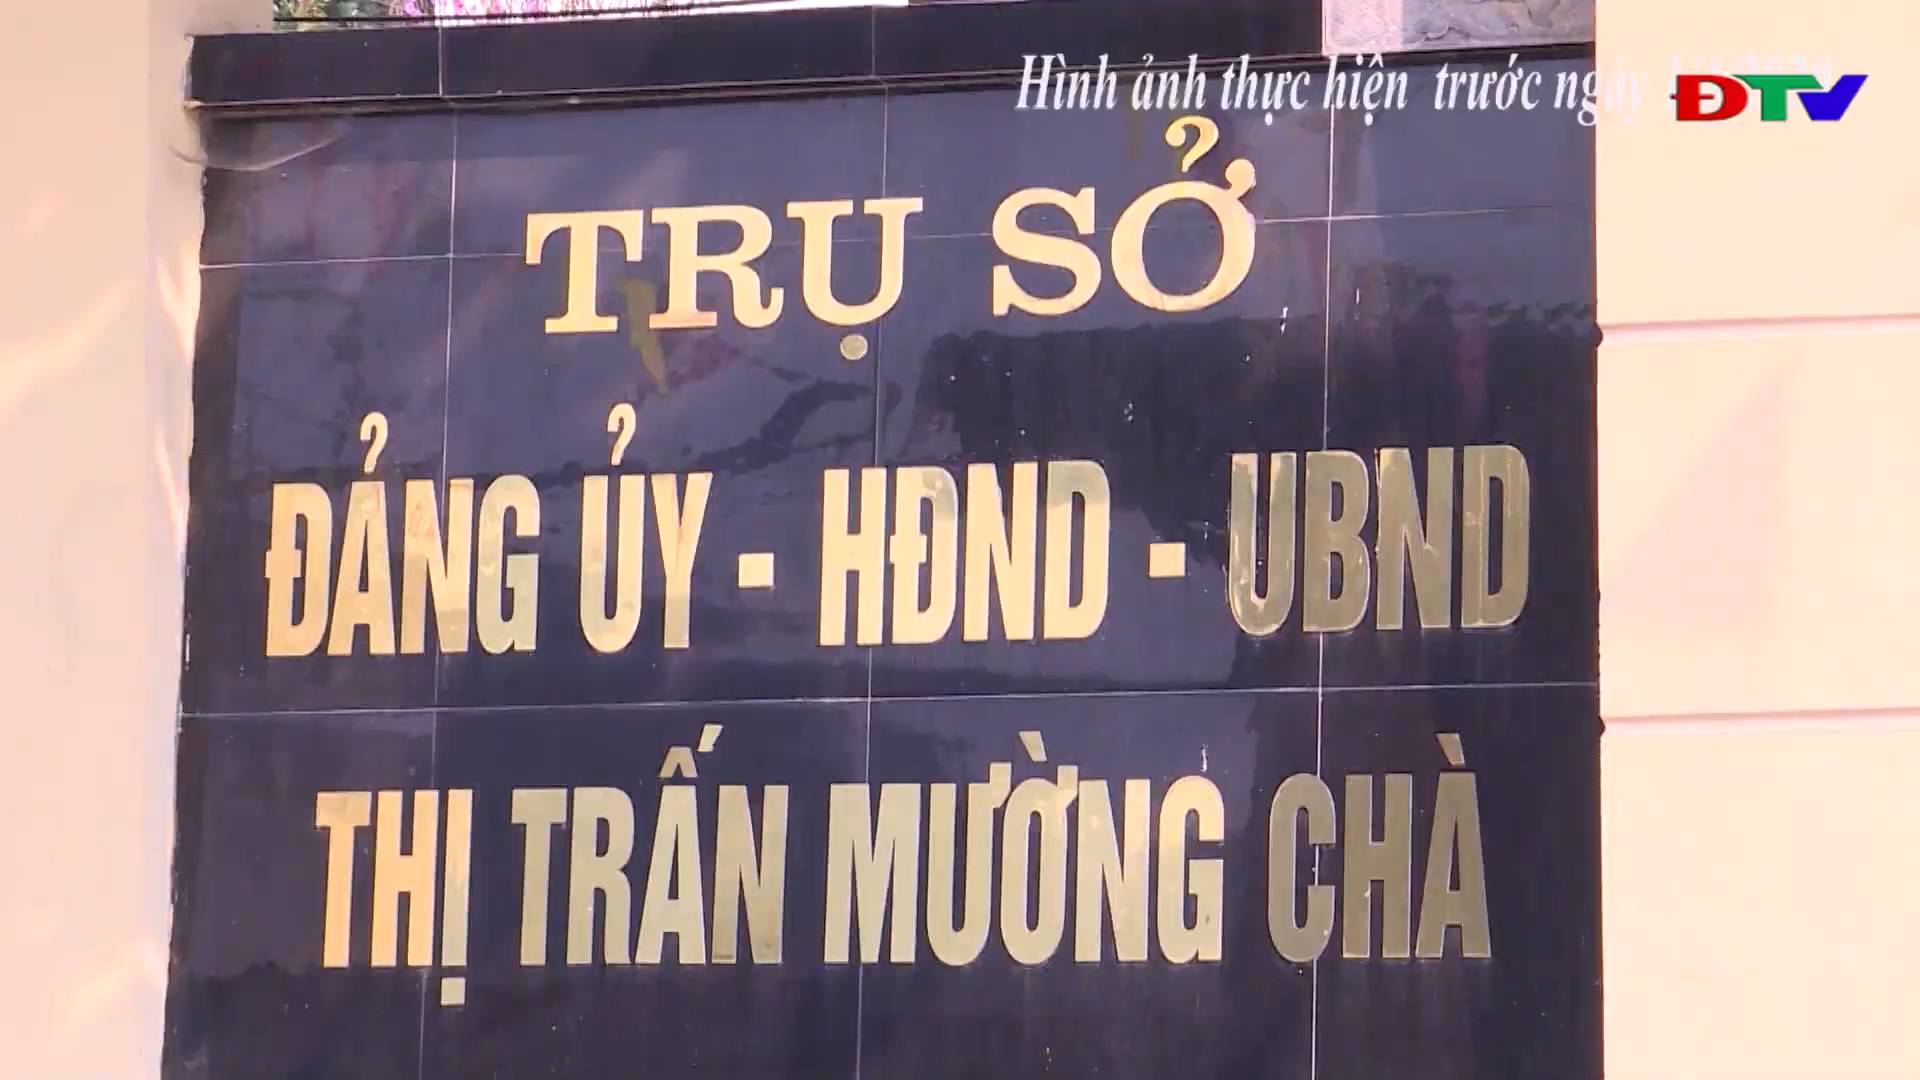 Hình ảnh thực hiện trước ngày
ĐTV
TRỤ SỞ
ĐẢNG ỦY - HĐND - UBND
THỊ TRẤN MƯỜNG CHÀ